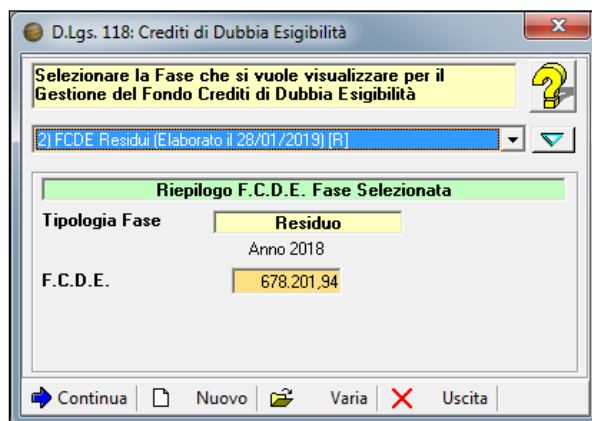 D.Lgs. 118: Crediti di Dubbia Esigibilità
Selezionare la Fase che si vuole visualizzare per il
Gestione del Fondo Crediti di Dubbia Esigibilità
2) FCDE Residui (Elaborato il 28/01/2019) [R]
Riepilogo F.C.D.E. Fase Selezionata
Tipologia Fase Residuo
Anno 2018
F.C.D.E. 678.201,94
Continua Nuovo Varia Uscita